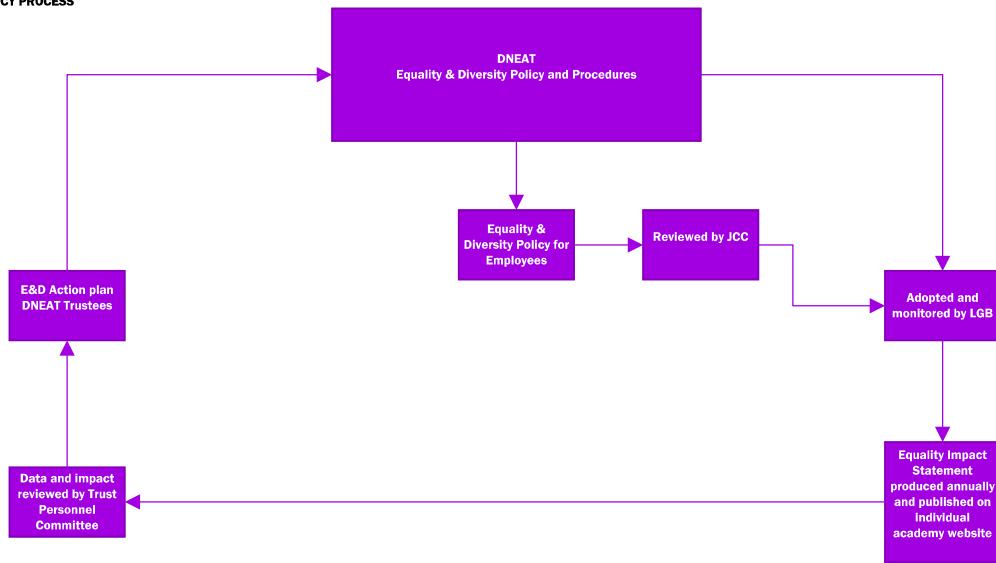 CY PROCESS
DNEAT
Equality & Diversity Policy and Procedures
Equality &
Diversity Policy for
Employees
Reviewed by JCC
E&D Action plan
DNEAT Trustees
Adopted and
monitored by LGB
Equality Impact
Statement
produced annually
and published on
individual
academy website
Data and impact
reviewed by Trust
Personnel
Committee